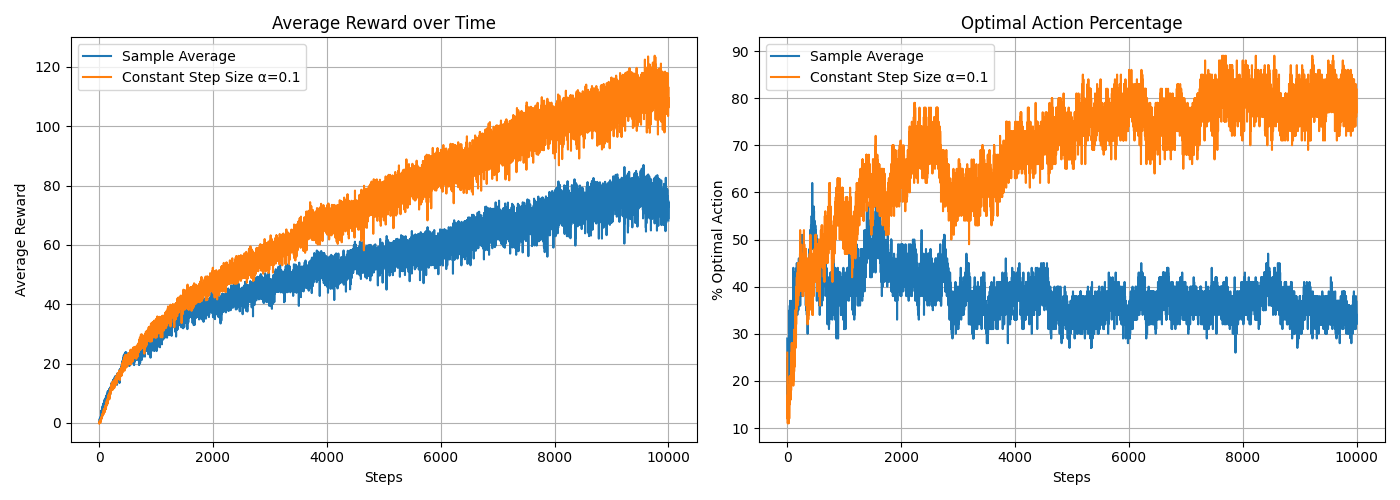 Average Reward over Time
Sample Average
Constant Step Size α=0.1
Average Reward
120
100
80
60
40
20
0
0 2000 4000 6000 8000 10000
Steps
Optimal Action Percentage
Sample Average
Constant Step Size α=0.1
% Optimal Action
90
80
70
60
50
40
30
20
10
0 2000 4000 6000 8000 10000
Steps